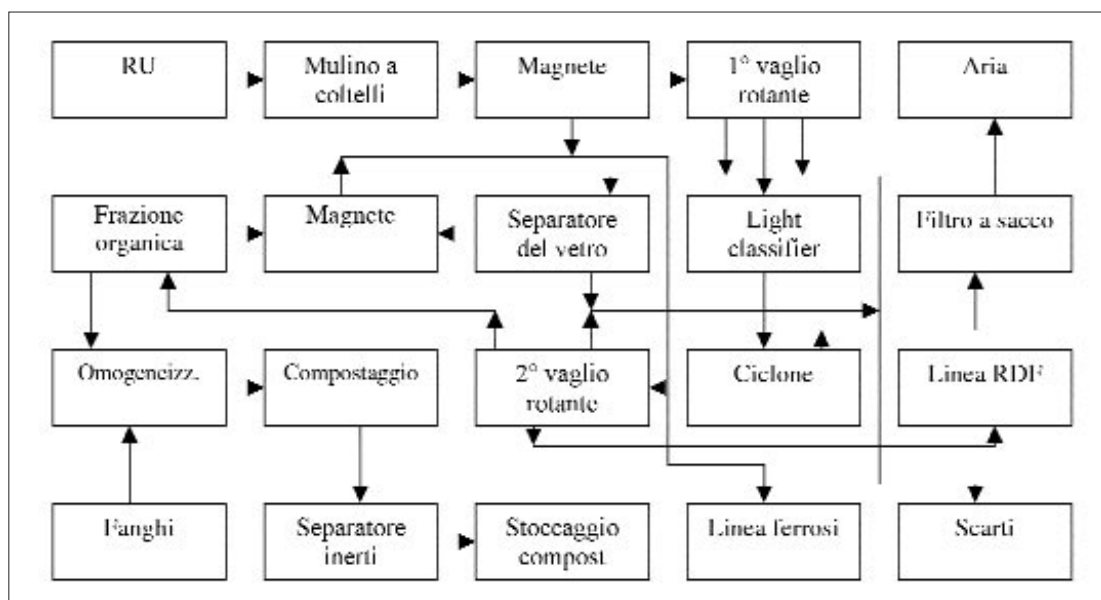 RU
Mulino a
coltelli
Magnete
1° vaglio
rotante
Aria
Frazione
organica
Magnete
Separatore
del vetro
Light
classifier
Filtro a sacco
Omogeneizz.
Compostaggio
2° vaglio
rotante
Ciclone
Linea RDF
Fanghi
Separatore
inerti
Stoccaggio
compost
Linea ferrosi
Scarti